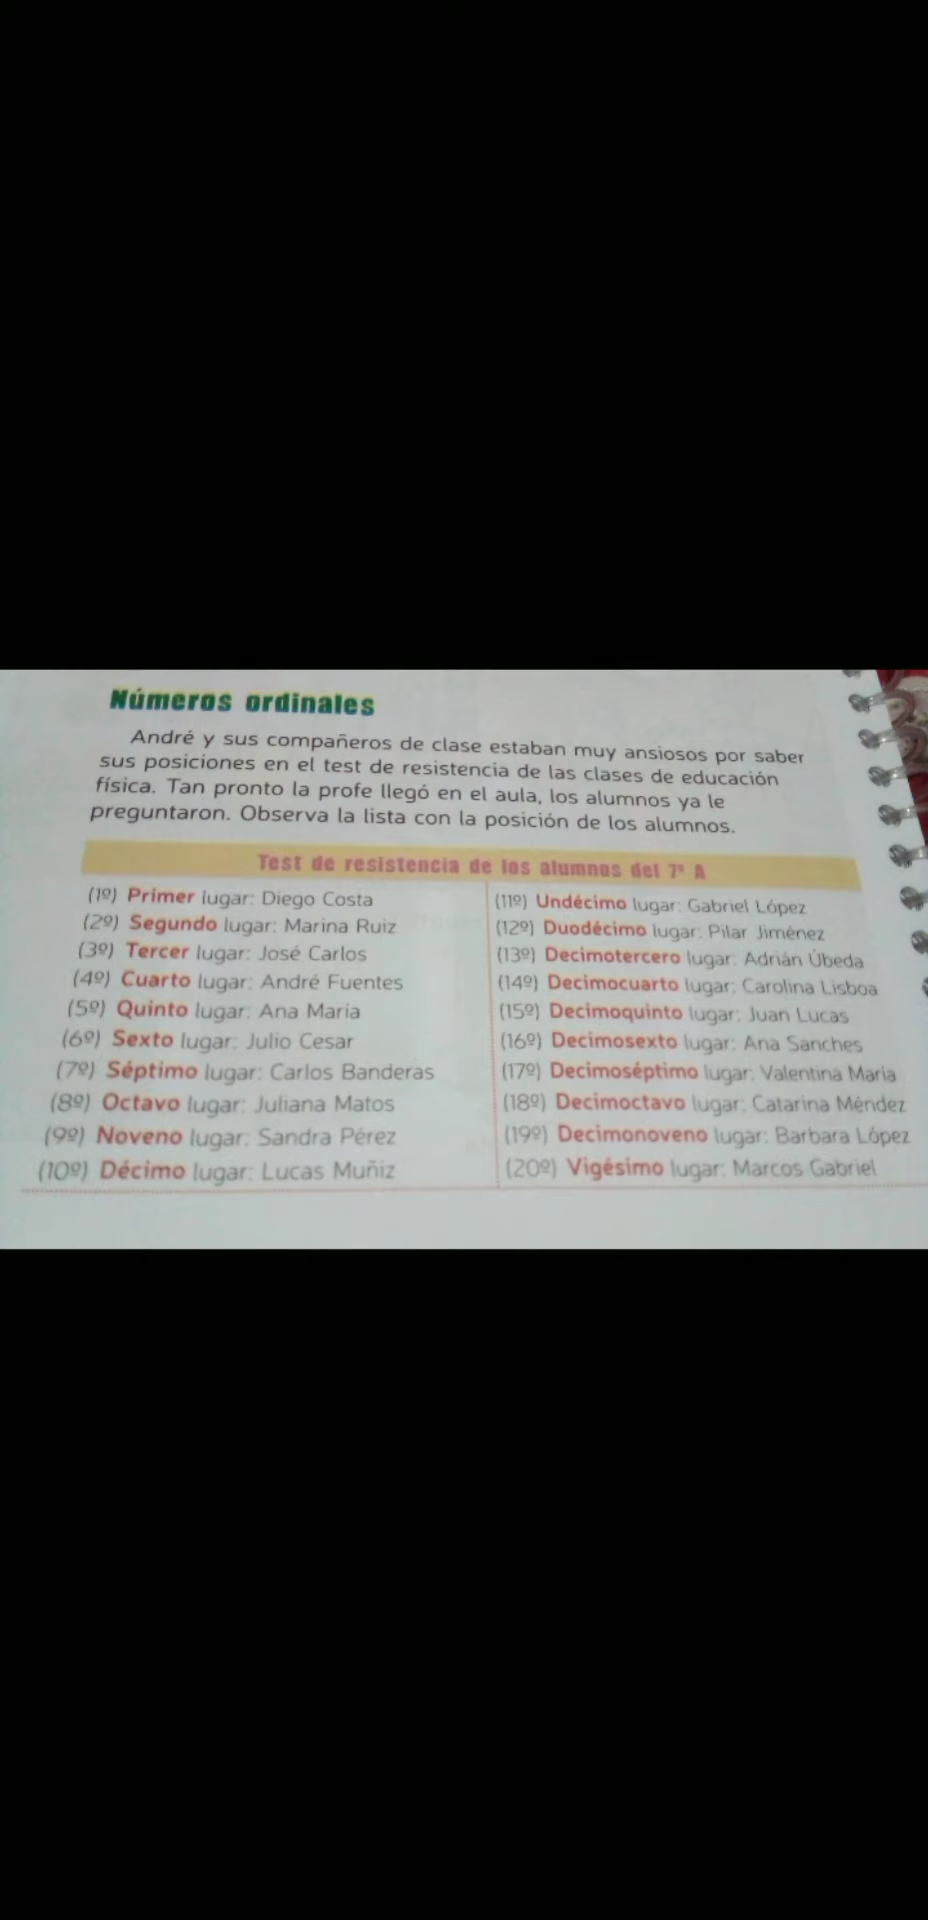 Números ordinales
André y sus compañeros de clase estaban muy ansiosos por saber
sus posiciones en el test de resistencia de las clases de educación
física. Tan pronto la profe llegó en el aula, los alumnos ya le
preguntaron. Observa la lista con la posición de los alumnos.
Test de resistencia de los alumnos del 7º A
(1º) Primer lugar: Diego Costa
(2º) Segundo lugar: Marina Ruiz
(3º) Tercer lugar: José Carlos
(4º) Cuarto lugar: André Fuentes
(5º) Quinto lugar: Ana María
(6º) Sexto lugar: Julio Cesar
(7º) Séptimo lugar: Carlos Banderas
(8º) Octavo lugar: Juliana Matos
(9º) Noveno lugar: Sandra Pérez
(10º) Décimo lugar: Lucas Muñiz
(11º) Undécimo lugar: Gabriel López
(12º) Duodécimo lugar: Pilar Jiménez
(13º) Decimotercero lugar: Adrián Úbeda
(14º) Decimocuarto lugar: Carolina Lisboa
(15º) Decimoquinto lugar: Juan Lucas
(16º) Decimosexto lugar: Ana Sanches
(17º) Decimoséptimo lugar: Valentina María
(18º) Decimoctavo lugar: Catarina Méndez
(19º) Decimonoveno lugar: Barbara López
(20º) Vigésimo lugar: Marcos Gabriel